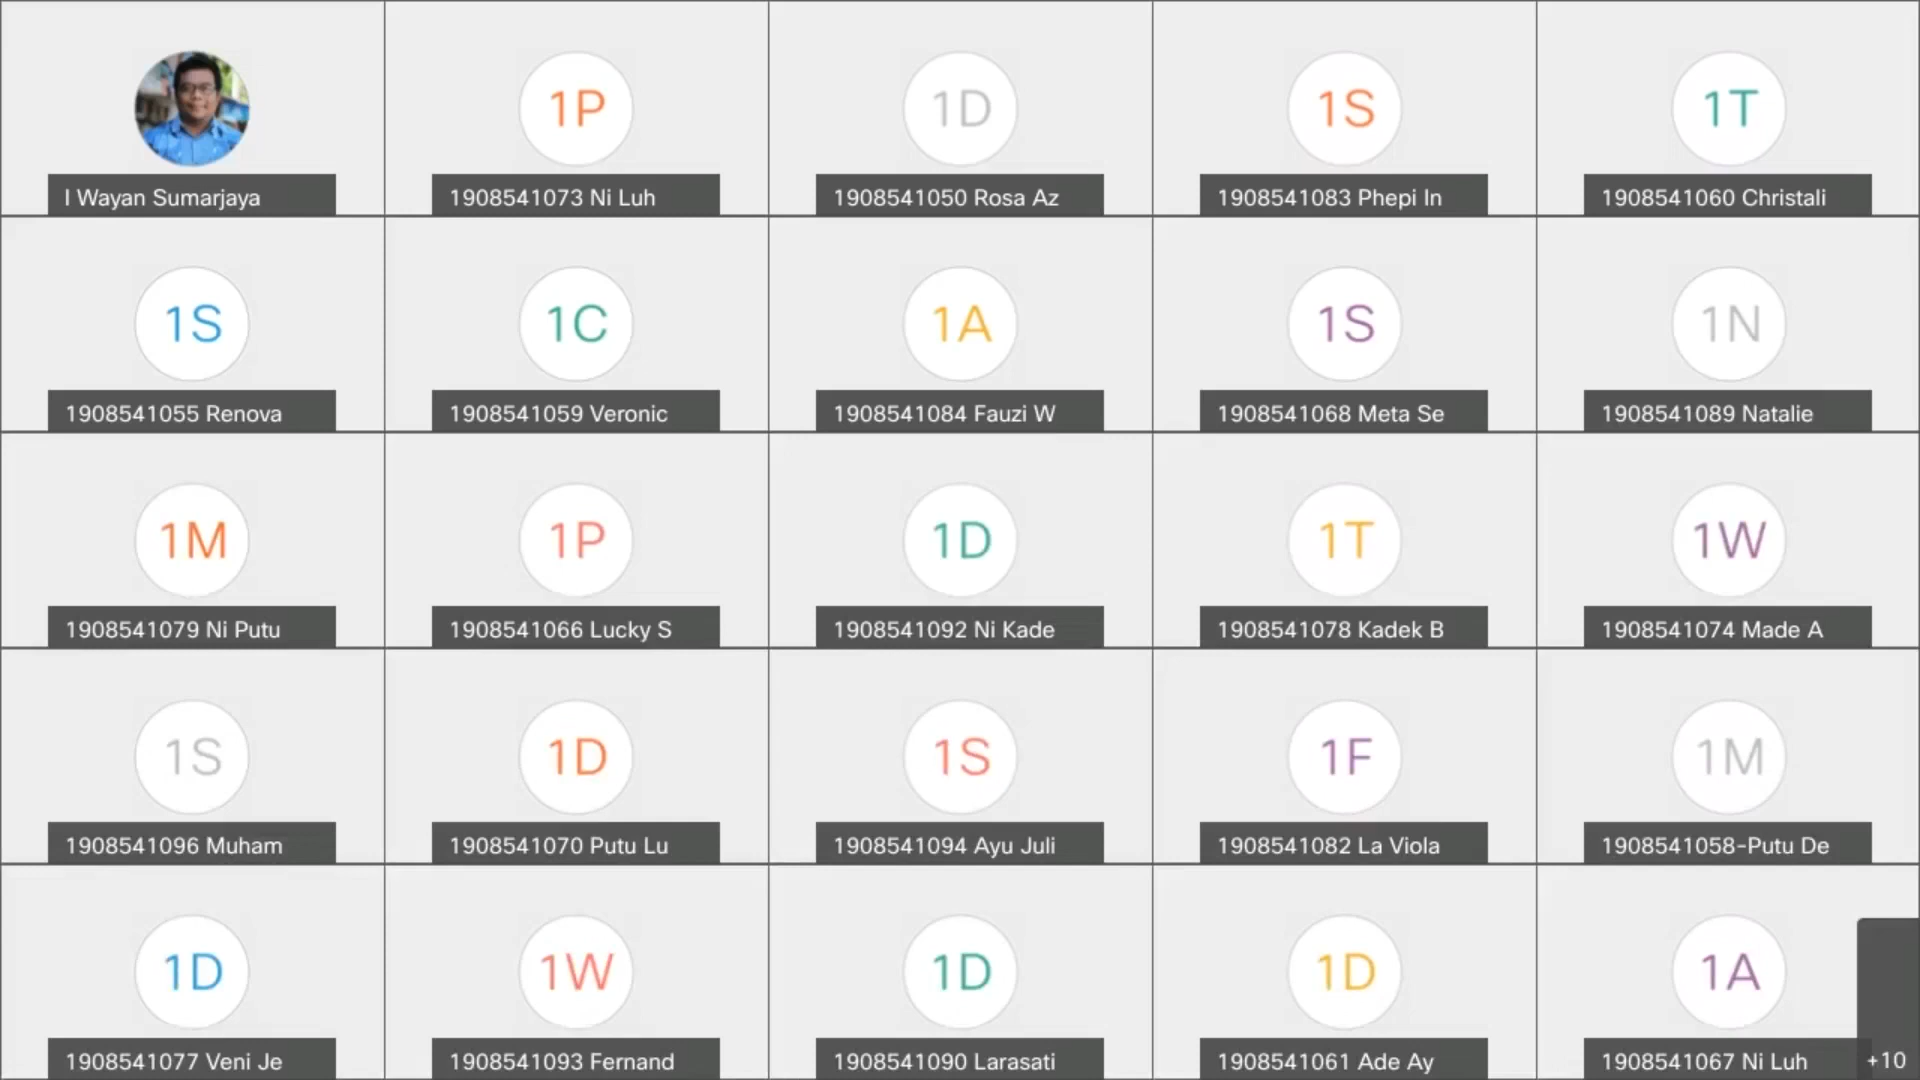 1P
1D
1S
1T
I Wayan Sumarjaya
1908541073 Ni Luh
1908541050 Rosa Az
1908541083 Phepi In
1908541060 Christali
1S
1C
1A
1S
1N
1908541055 Renova
1908541059 Veronic
1908541084 Fauzi W
1908541068 Meta Se
1908541089 Natalie
1M
1P
1D
1T
1W
1908541079 Ni Putu
1908541066 Lucky S
1908541092 Ni Kade
1908541078 Kadek B
1908541074 Made A
1S
1D
1S
1F
1M
1908541096 Muham
1908541070 Putu Lu
1908541094 Ayu Juli
1908541082 La Viola
1908541058-Putu De
1D
1W
1D
1D
1A
1908541077 Veni Je
1908541093 Fernand
1908541090 Larasati
1908541061 Ade Ay
1908541067 Ni Luh
+10